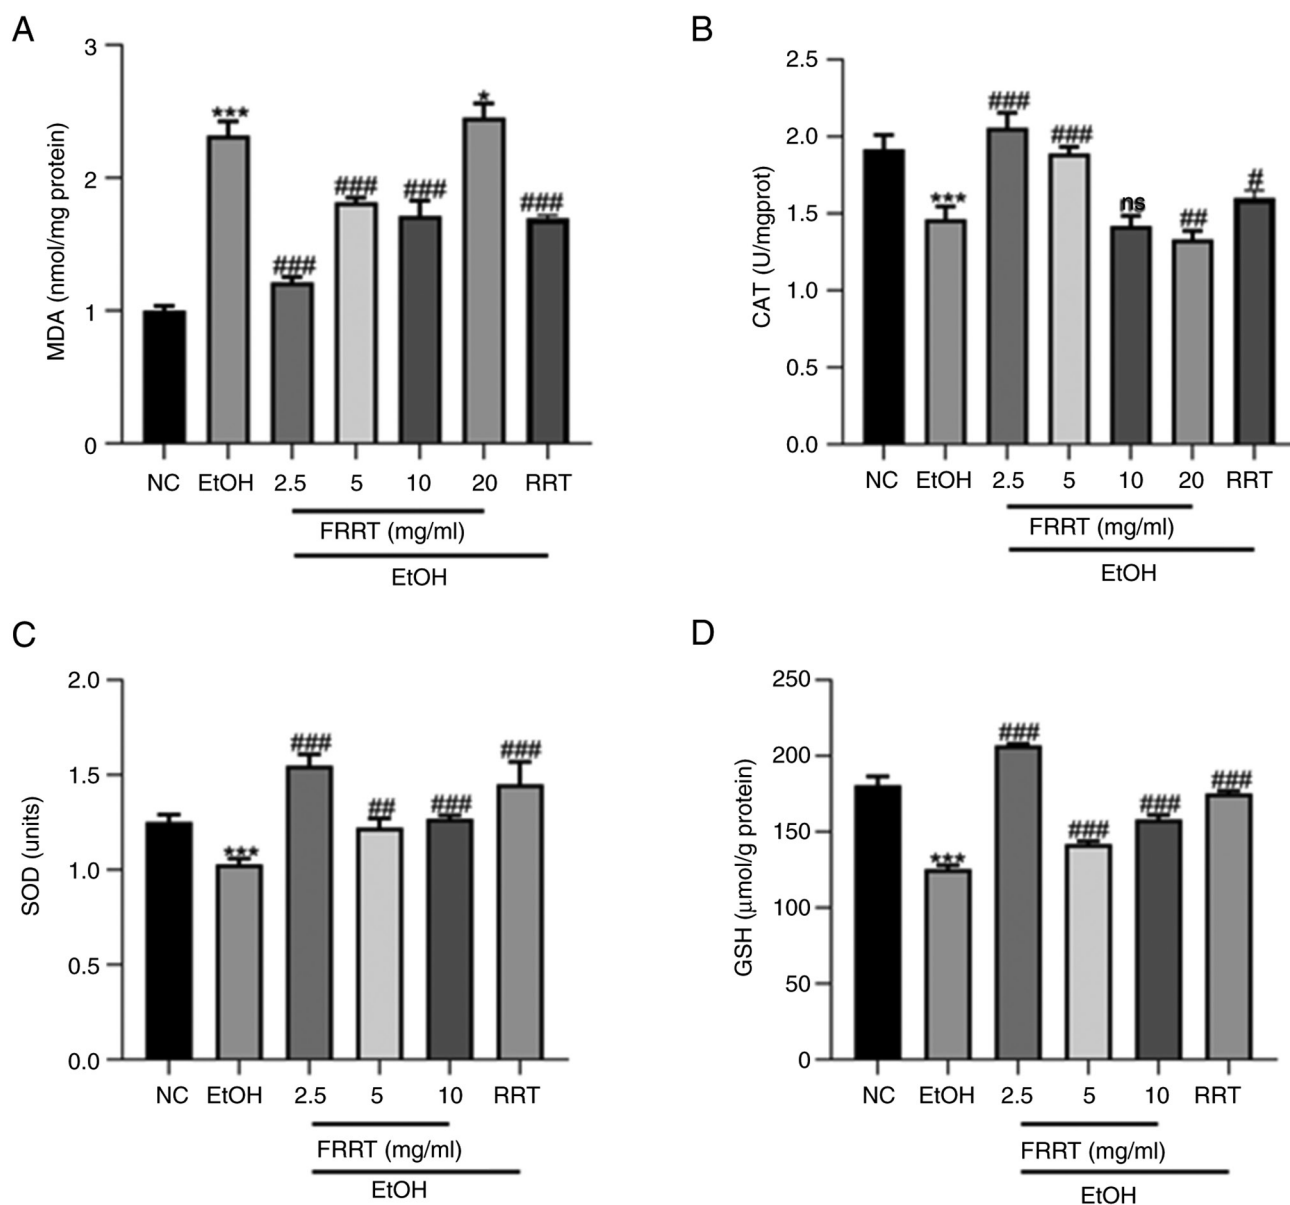 A
MDA (nmol/mg protein)
3
2
1
0
***
###
###
###
*
###
NC EtOH 2.5 5 10 20 RRT
FRRT (mg/ml)
EtOH
B
CAT (U/mgprot)
2.5
2.0
1.5
1.0
0.5
0.0
***
###
###
ns
##
#
NC EtOH 2.5 5 10 20 RRT
FRRT (mg/ml)
EtOH
C
SOD (units)
2.0
1.5
1.0
0.5
0.0
***
###
##
###
###
NC EtOH 2.5 5 10 RRT
FRRT (mg/ml)
EtOH
D
GSH (μmol/g protein)
250
200
150
100
50
0
***
###
###
###
###
NC EtOH 2.5 5 10 RRT
FRRT (mg/ml)
EtOH